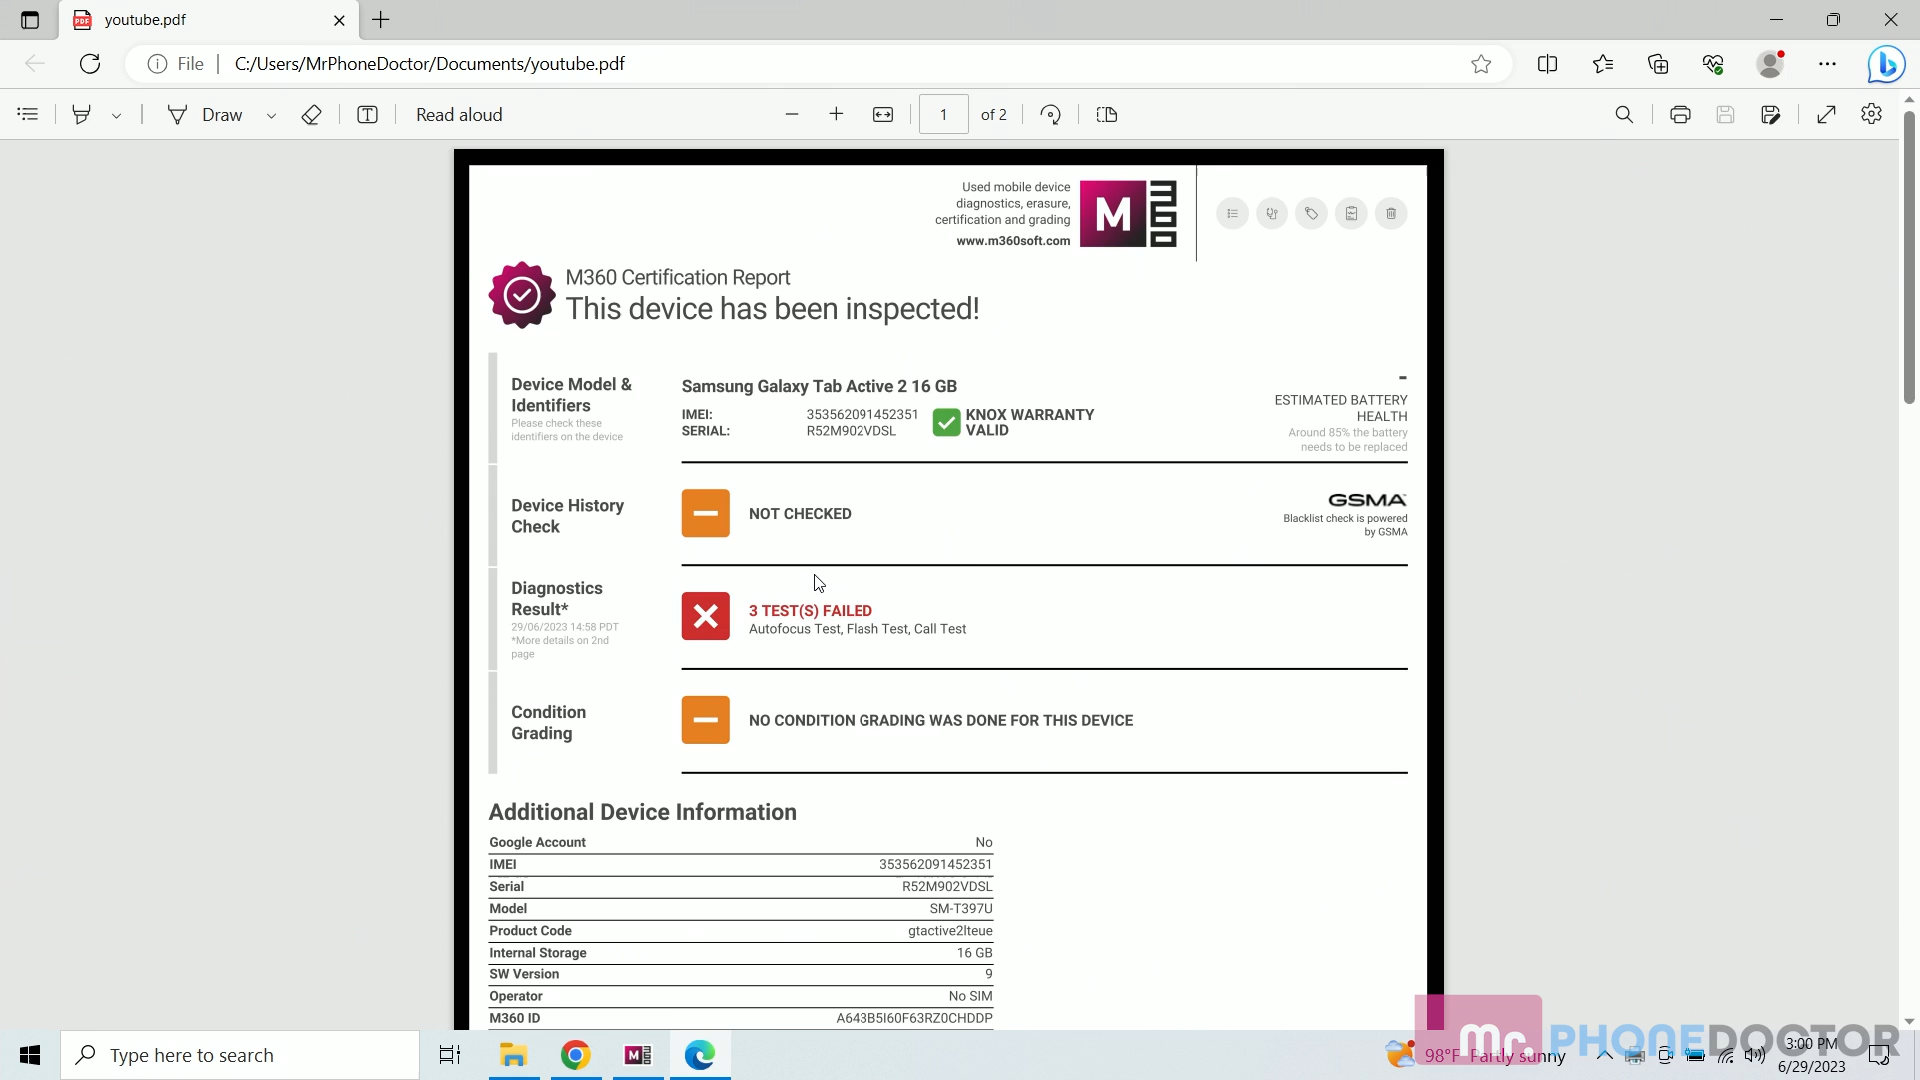 youtube.pdf
File
C:/Users/MrPhoneDoctor/Documents/youtube.pdf
Draw
Read aloud
1
of 2
Used mobile device
diagnostics, erasure,
certification and grading
www.m360soft.com
M 360
M360 Certification Report
This device has been inspected!
Device Model &
Identifiers
Please check these
identifiers on the device
Samsung Galaxy Tab Active 2 16 GB
IMEI: 353562091452351
SERIAL: R52M902VDSL
KNOX WARRANTY
VALID
-
ESTIMATED BATTERY
HEALTH
Around 85% the battery
needs to be replaced
Device History
Check
NOT CHECKED
GSMA
Blacklist check is powered
by GSMA
Diagnostics
Result*
29/06/2023 14:58 PDT
*More details on 2nd
page
3 TEST(S) FAILED
Autofocus Test, Flash Test, Call Test
Condition
Grading
NO CONDITION GRADING WAS DONE FOR THIS DEVICE
Additional Device Information
Google Account No
IMEI 353562091452351
Serial R52M902VDSL
Model SM-T397U
Product Code gtactive2lteue
Internal Storage 16 GB
SW Version 9
Operator No SIM
M360 ID A643B5I60F63RZ0CHDDP
Type here to search
98°F Partly sunny
mr. PHONEDOCTOR
3:00 PM
6/29/2023